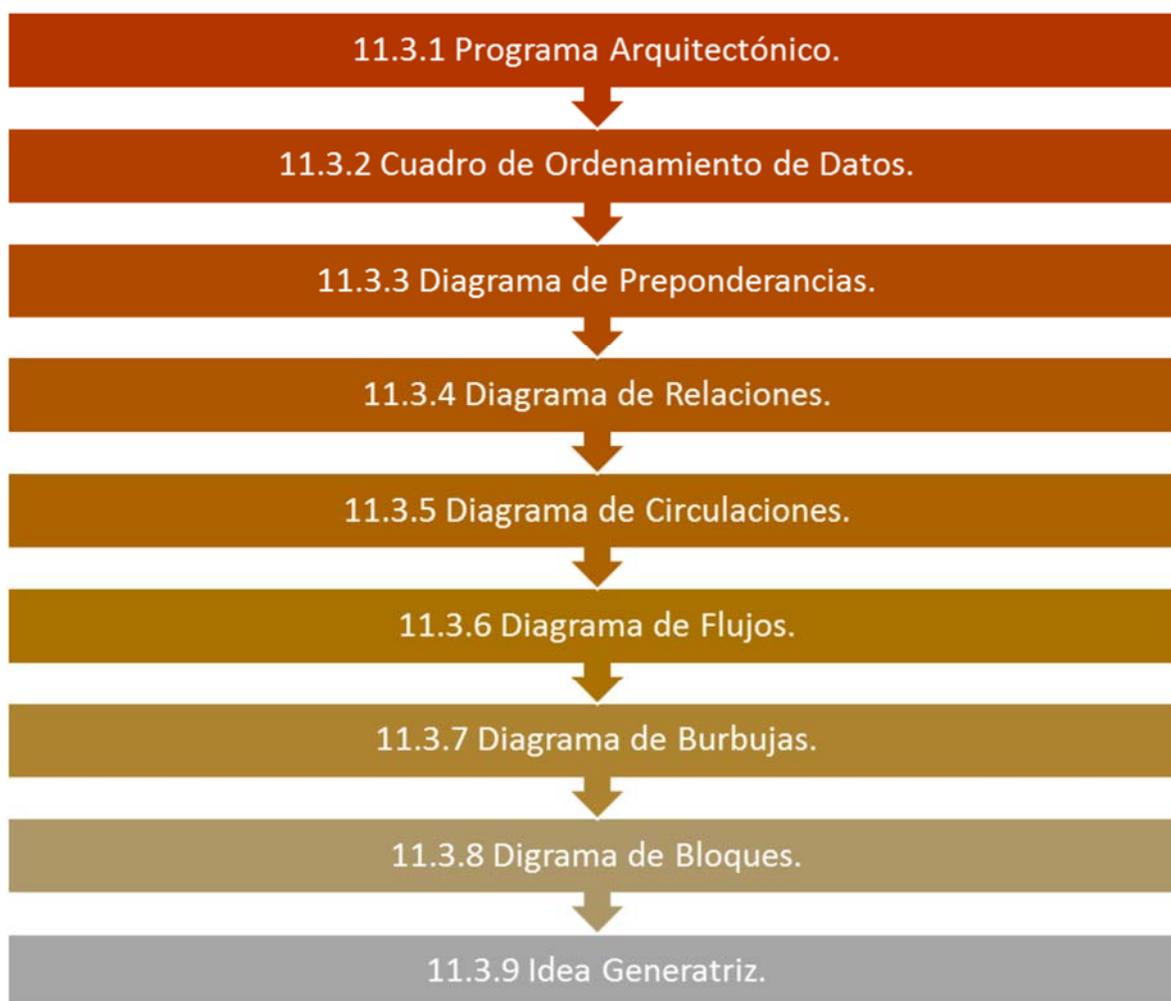 11.3.1 Programa Arquitectónico.
11.3.2 Cuadro de Ordenamiento de Datos.
11.3.3 Diagrama de Preponderancias.
11.3.4 Diagrama de Relaciones.
11.3.5 Diagrama de Circulaciones.
11.3.6 Diagrama de Flujos.
11.3.7 Diagrama de Burbujas.
11.3.8 Digrama de Bloques.
11.3.9 Idea Generatriz.